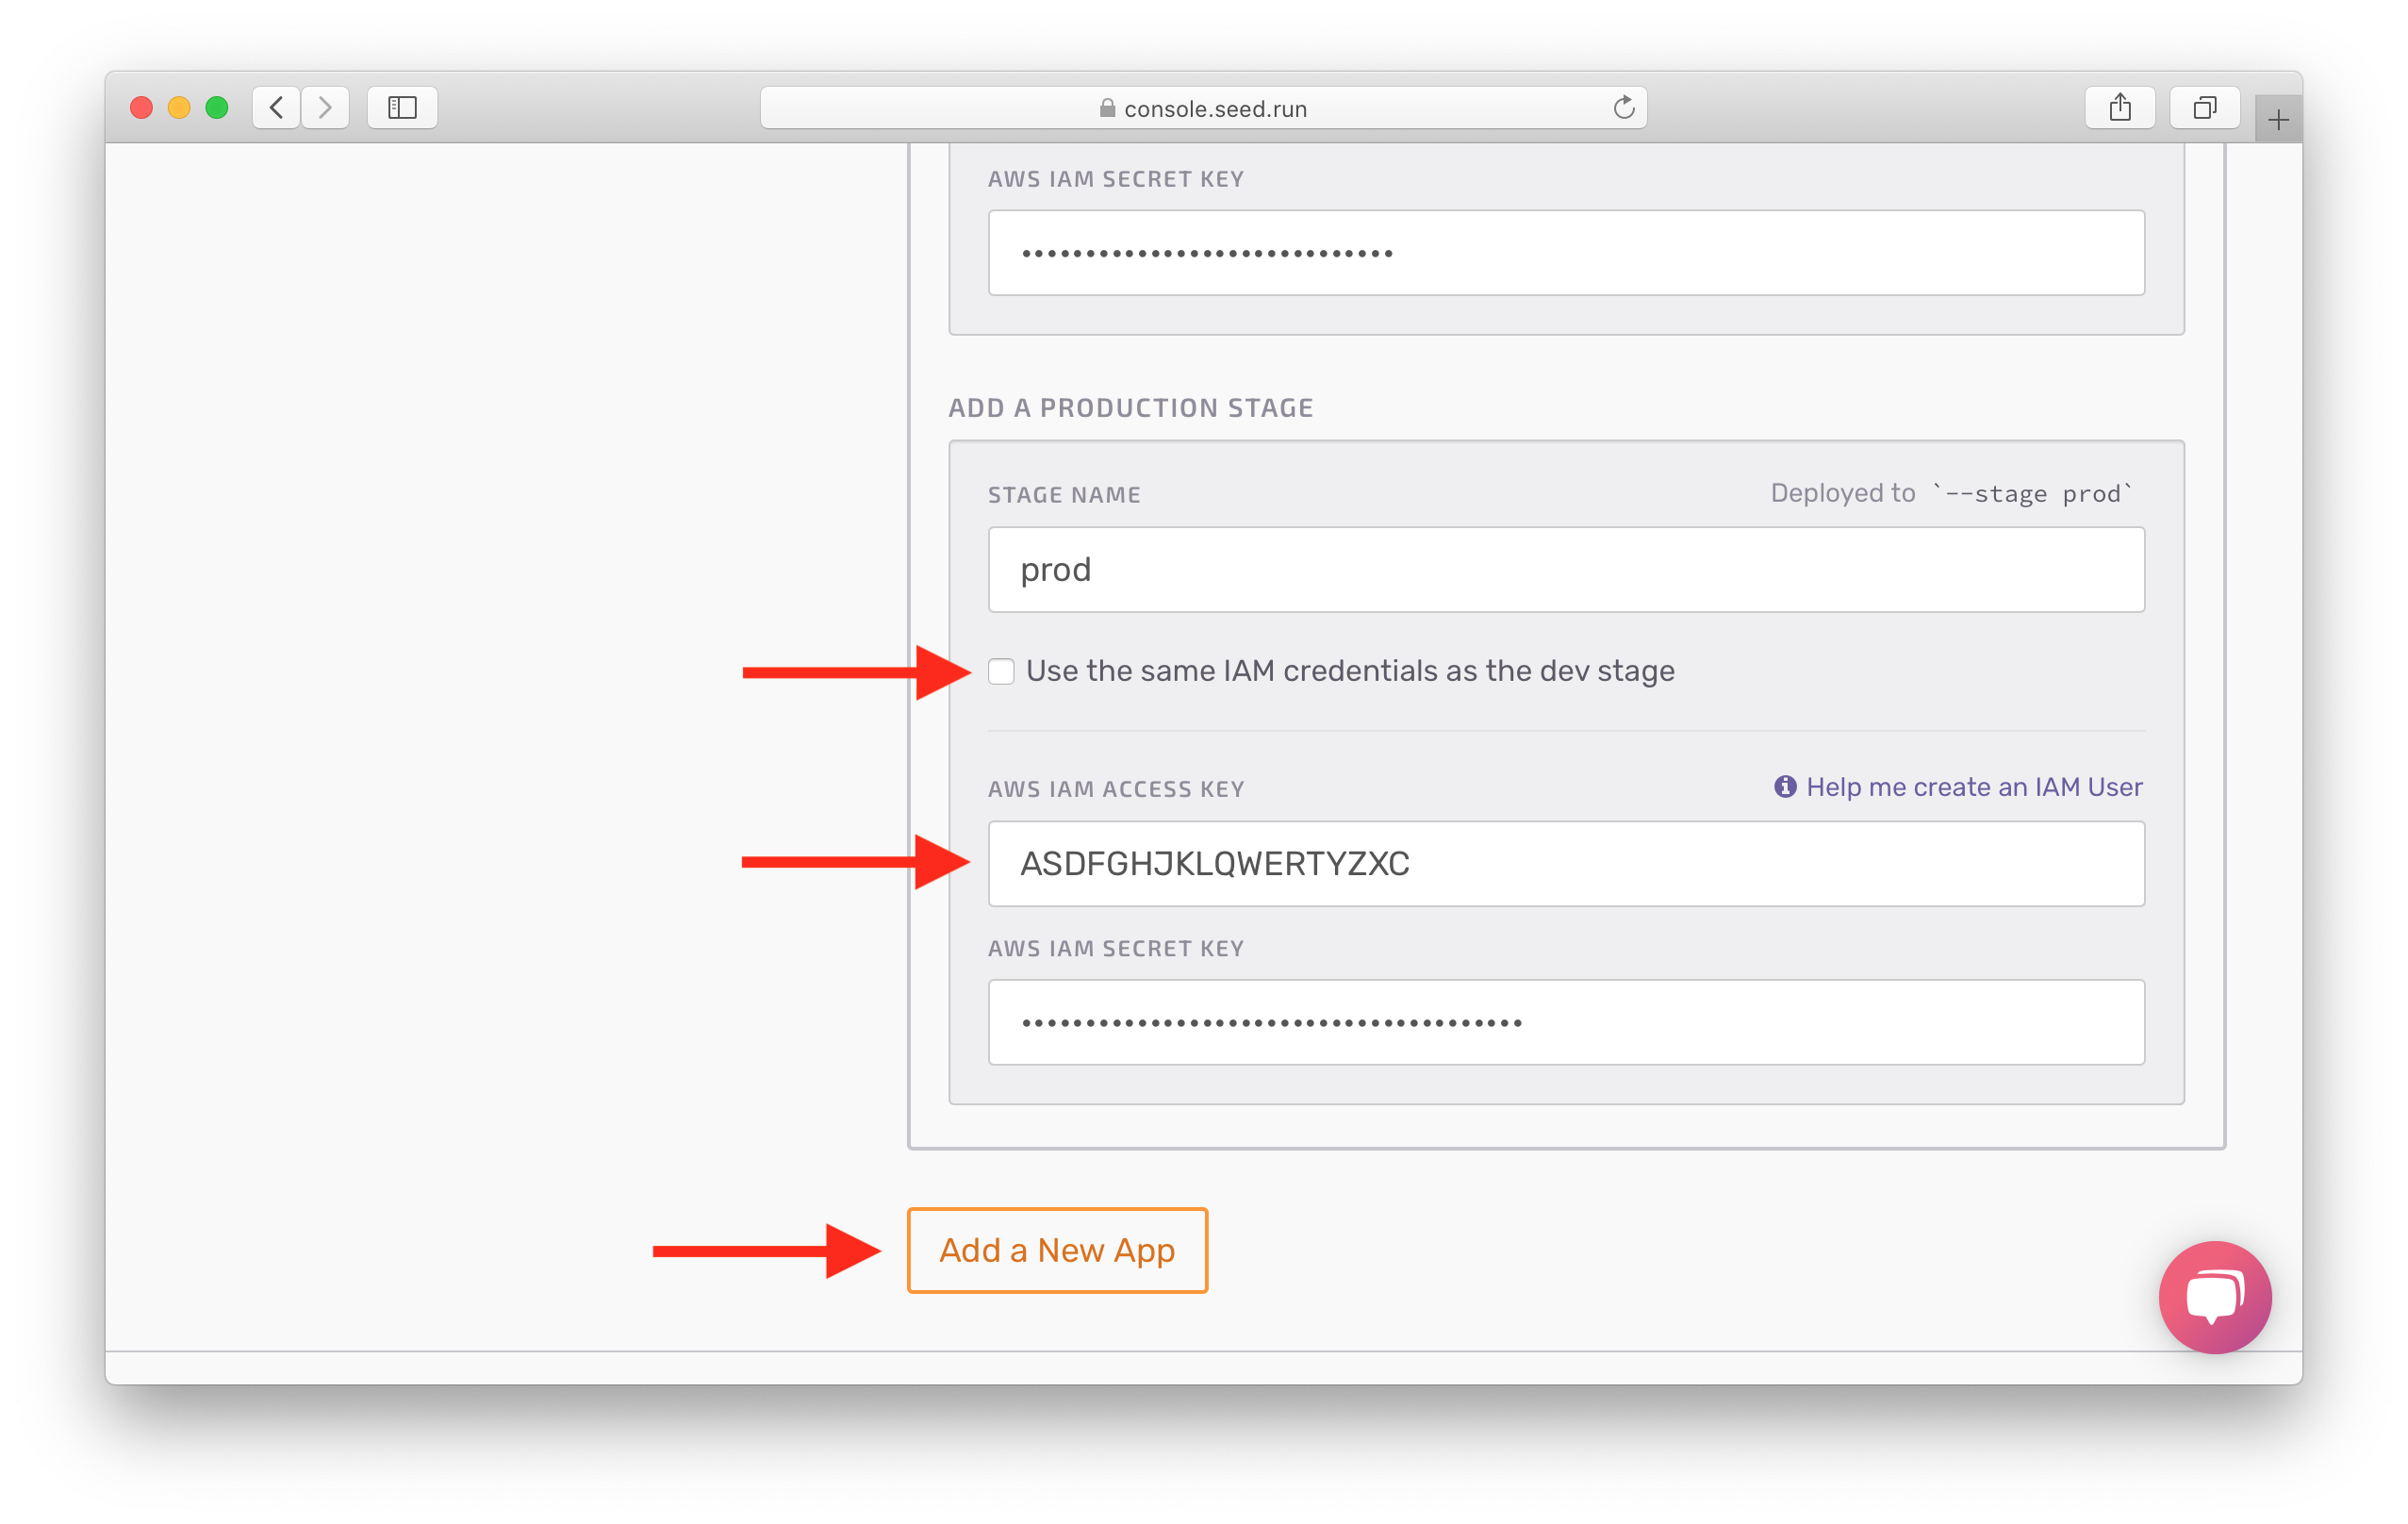 console.seed.run
AWS IAM SECRET KEY
•••••••••••••••••••••••••••••
ADD A PRODUCTION STAGE
STAGE NAME
Deployed to `--stage prod`
prod
Use the same IAM credentials as the dev stage
AWS IAM ACCESS KEY
Help me create an IAM User
ASDFGHJKLQWERTYZXC
AWS IAM SECRET KEY
•••••••••••••••••••••••••••••••••••••••
Add a New App